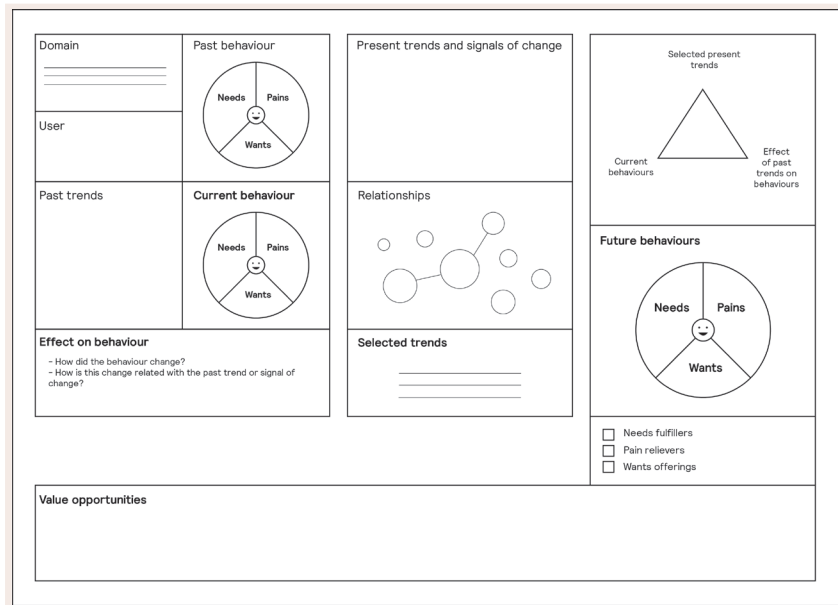 Domain
Past behaviour
Needs
Pains
Wants
User
Past trends
Current behaviour
Needs
Pains
Wants
Effect on behaviour
- How did the behaviour change?
- How is this change related with the past trend or signal of
change?
Present trends and signals of change
Relationships
Selected trends
Selected present
trends
Current
behaviours
Effect
of past
trends on
behaviours
Future behaviours
Needs
Pains
Wants
Needs fulfillers
Pain relievers
Wants offerings
Value opportunities